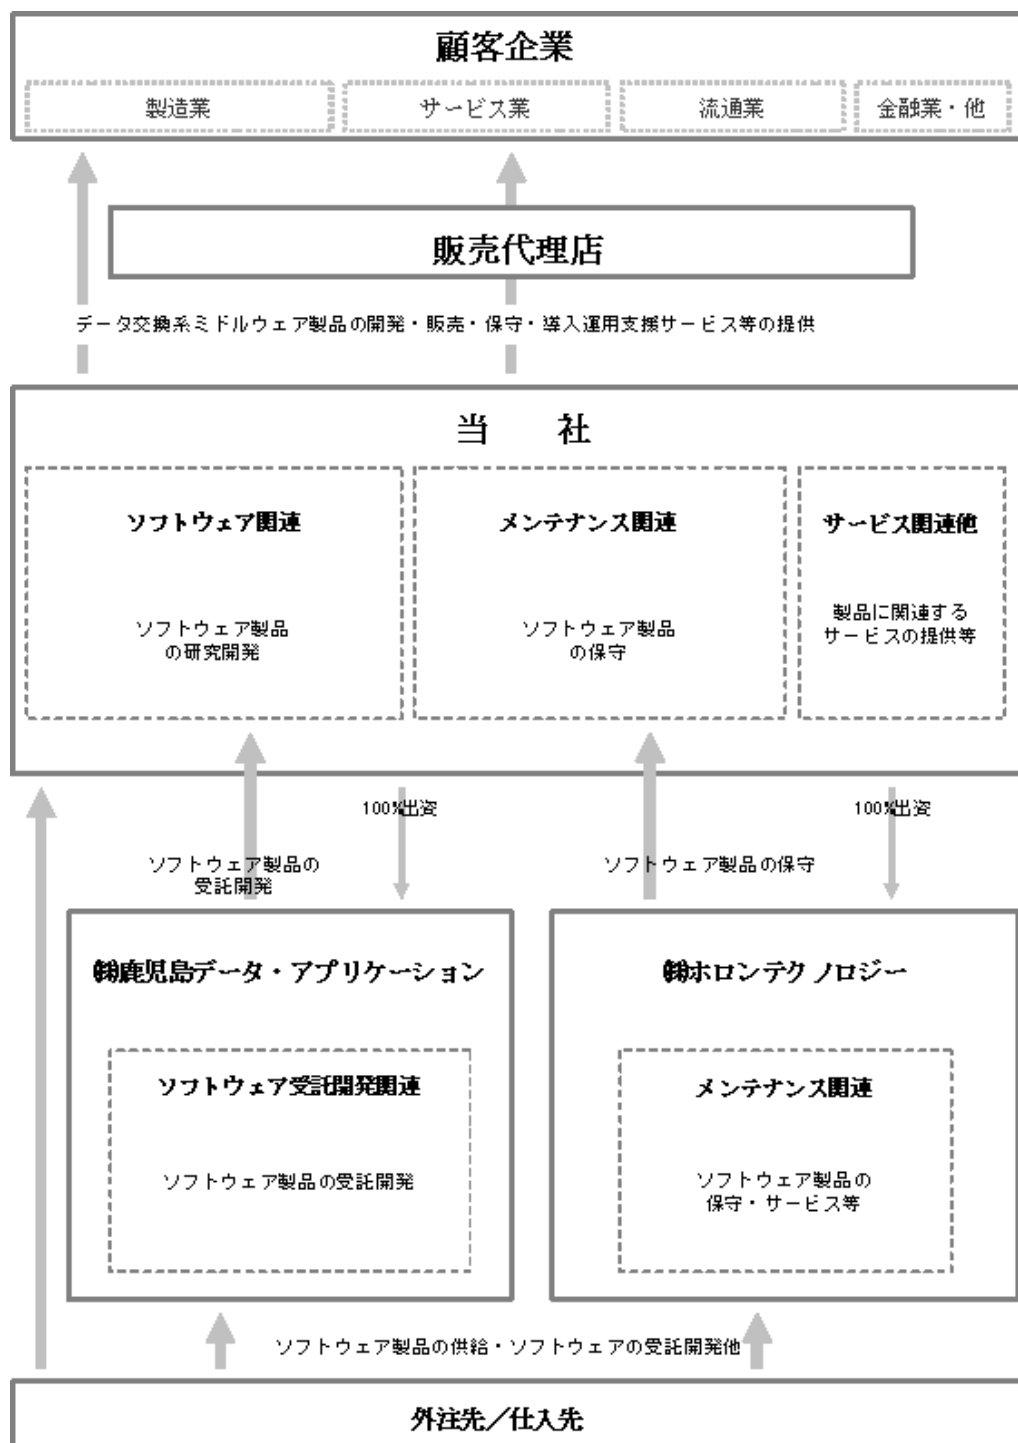 顧客企業
製造業
サービス業
流通業
金融業・他
販売代理店
データ交換系ミドルウェア製品の開発・販売・保守・導入運用支援サービス等の提供
当　社
ソフトウェア関連
ソフトウェア製品
の研究開発
メンテナンス関連
ソフトウェア製品
の保守
サービス関連他
製品に関連する
サービスの提供等
100%出資
100%出資
ソフトウェア製品の
受託開発
ソフトウェア製品の保守
㈱鹿児島データ・アプリケーション
ソフトウェア受託開発関連
ソフトウェア製品の受託開発
㈱ホロンテクノロジー
メンテナンス関連
ソフトウェア製品の
保守・サービス等
ソフトウェア製品の供給・ソフトウェアの受託開発他
外注先／仕入先